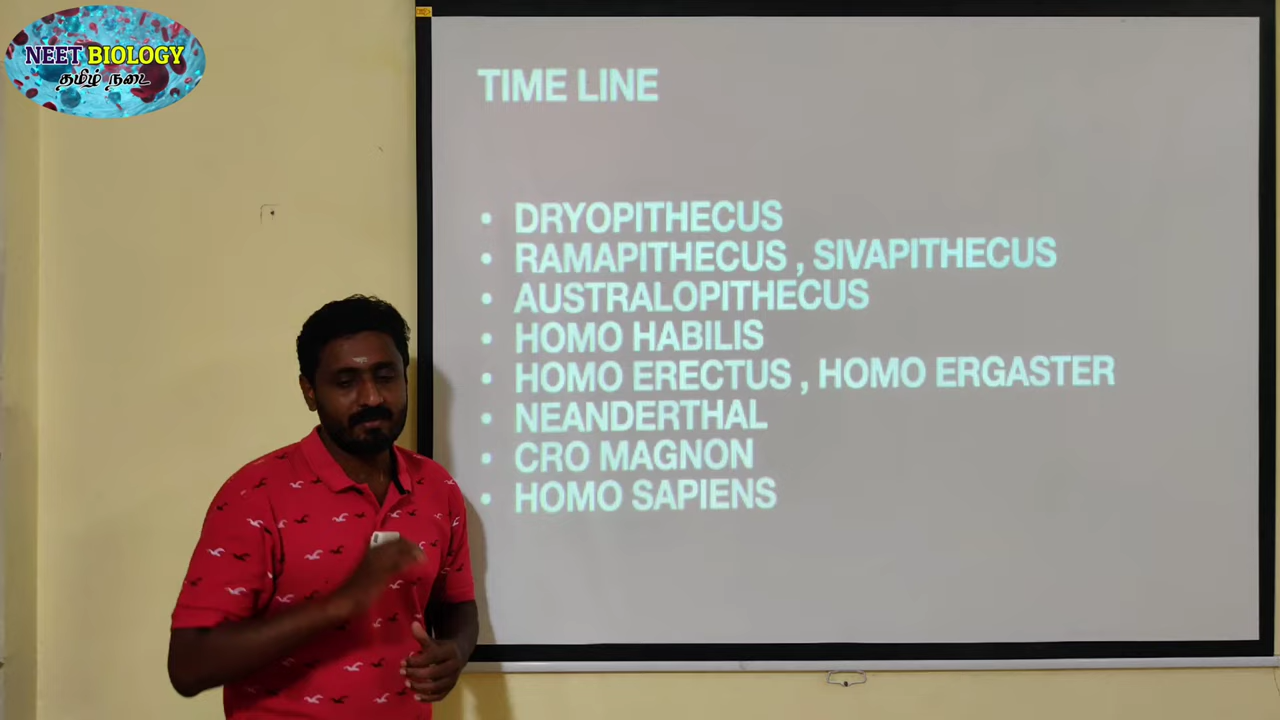 NEET BIOLOGY
தமிழ் நடை
TIME LINE
• DRYOPITHECUS
• RAMAPITHECUS , SIVAPITHECUS
• AUSTRALOPITHECUS
• HOMO HABILIS
• HOMO ERECTUS , HOMO ERGASTER
• NEANDERTHAL
• CRO MAGNON
• HOMO SAPIENS